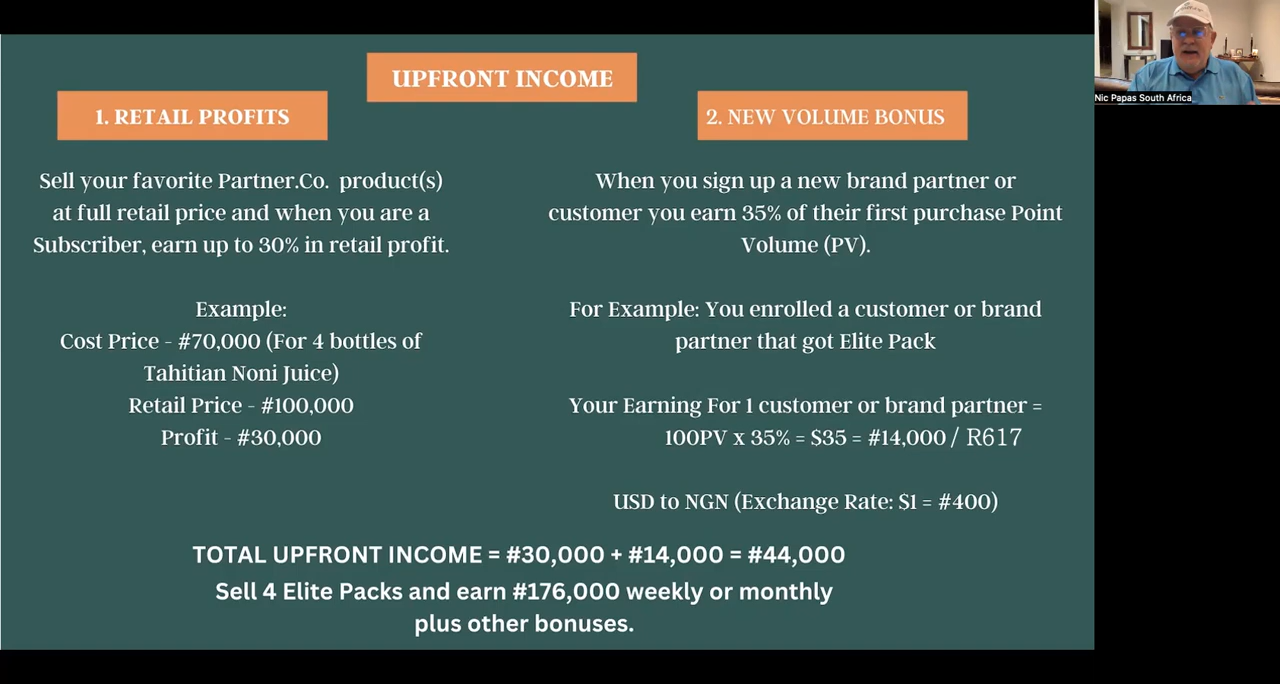 UPFRONT INCOME
1. RETAIL PROFITS
Sell your favorite Partner.Co. product(s)
at full retail price and when you are a
Subscriber, earn up to 30% in retail profit.
Example:
Cost Price - #70,000 (For 4 bottles of
Tahitian Noni Juice)
Retail Price - #100,000
Profit - #30,000
2. NEW VOLUME BONUS
When you sign up a new brand partner or
customer you earn 35% of their first purchase Point
Volume (PV).
For Example: You enrolled a customer or brand
partner that got Elite Pack
Your Earning For 1 customer or brand partner =
100PV x 35% = $35 = #14,000 / R617
USD to NGN (Exchange Rate: $1 = #400)
TOTAL UPFRONT INCOME = #30,000 + #14,000 = #44,000
Sell 4 Elite Packs and earn #176,000 weekly or monthly
plus other bonuses.
Nic Papas South Africa